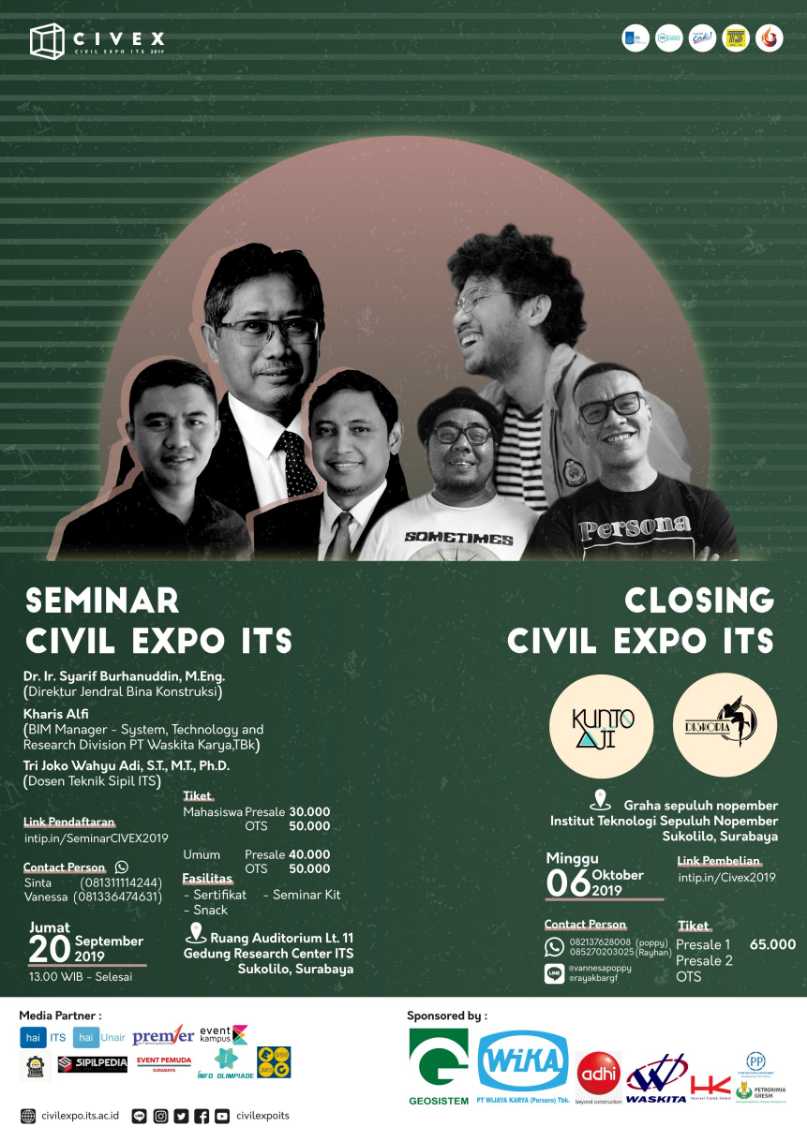 CIVEX
CIVIL EXPO ITS 2019
SOMETIMES
Persona
SEMINAR
CIVIL EXPO ITS
Dr. Ir. Syarif Burhanuddin, M.Eng.
(Direktur Jendral Bina Konstruksi)
Kharis Alfi
(BIM Manager - System, Technology and
Research Division PT Waskita Karya,TBk)
Tri Joko Wahyu Adi, S.T., M.T., Ph.D.
(Dosen Teknik Sipil ITS)
Link Pendaftaran
intip.in/SeminarCIVEX2019
Contact Person
Sinta (081311114244)
Vanessa (081336474631)
Jumat
20 September
2019
13.00 WIB - Selesai
Tiket
Mahasiswa Presale 30.000
OTS 50.000
Umum Presale 40.000
OTS 50.000
Fasilitas
- Sertifikat - Seminar Kit
- Snack
Ruang Auditorium Lt. 11
Gedung Research Center ITS
Sukolilo, Surabaya
CLOSING
CIVIL EXPO ITS
KUNTO
AJI
DISKORIA
Graha sepuluh nopember
Institut Teknologi Sepuluh Nopember
Sukolilo, Surabaya
Minggu
06 Oktober
2019
Link Pembelian
intip.in/Civex2019
Contact Person
082137628008 (poppy)
085270203025 (Rayhan)
@vannesapoppy
@rayakbargf
Tiket
Presale 1 65.000
Presale 2
OTS
Media Partner :
hai ITS
hai Unair
premier
event
kampus
SIPILPEDIA
EVENT PEMUDA
SURABAYA
INFO OLIMPIADE
civilexpo.its.ac.id
civilexpoits
Sponsored by :
GEOSISTEM
WIKA
PT WIJAYA KARYA (Persero) Tbk.
adhi
beyond construction
WASKITA
HK
PP
PETROKIMIA
GRESIK